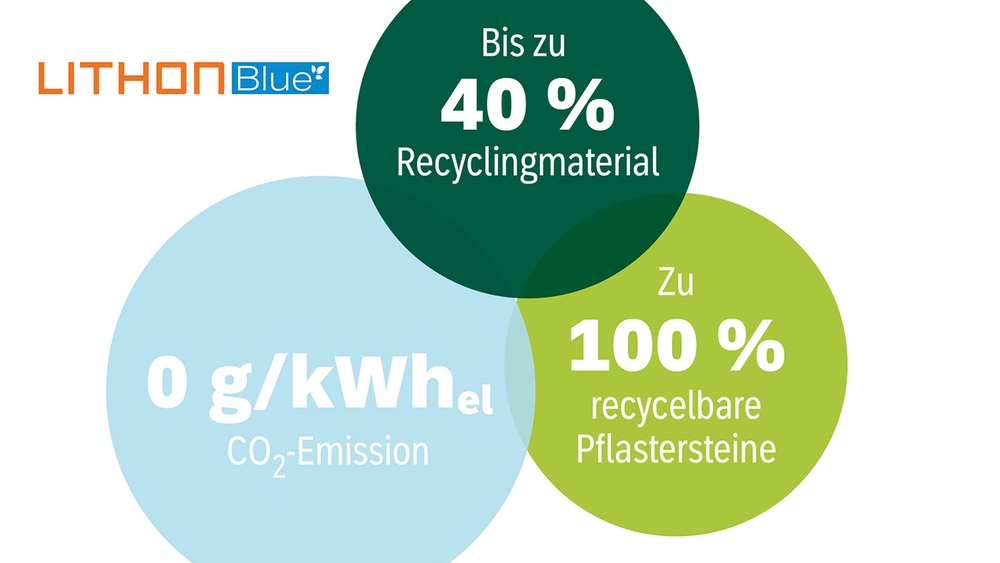 LITHON Blue
Bis zu
40 %
Recyclingmaterial
Zu
100 %
recycelbare
Pflastersteine
0 g/kWhel
CO2-Emission